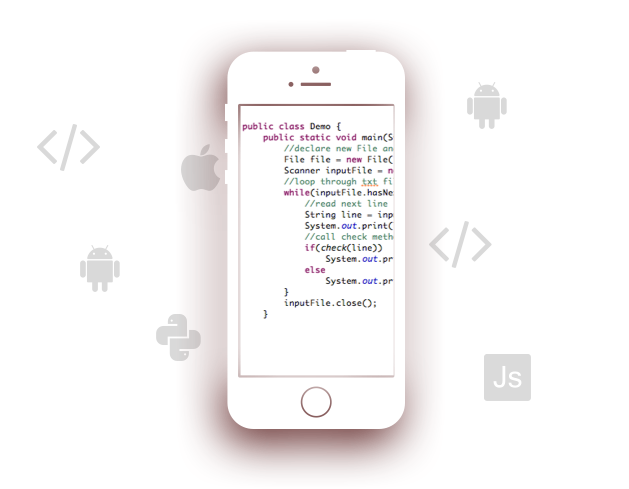 public class Demo {
public static void main(S
//declare new File an
File file = new File(
Scanner inputFile = n
//loop through txt fi
while(inputFile.hasNe
//read next line
String line = inp
System.out.print(
//call check meth
if(check(line))
System.out.pr
else
System.out.pr
}
inputFile.close();
}
</>
</>
Js